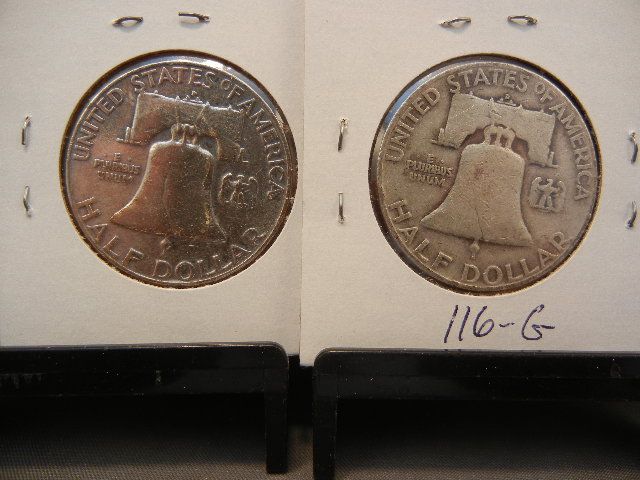 UNITED STATES OF AMERICA
E
PLURIBUS
UNUM
HALF DOLLAR
UNITED STATES OF AMERICA
E
PLURIBUS
UNUM
HALF DOLLAR
116-G